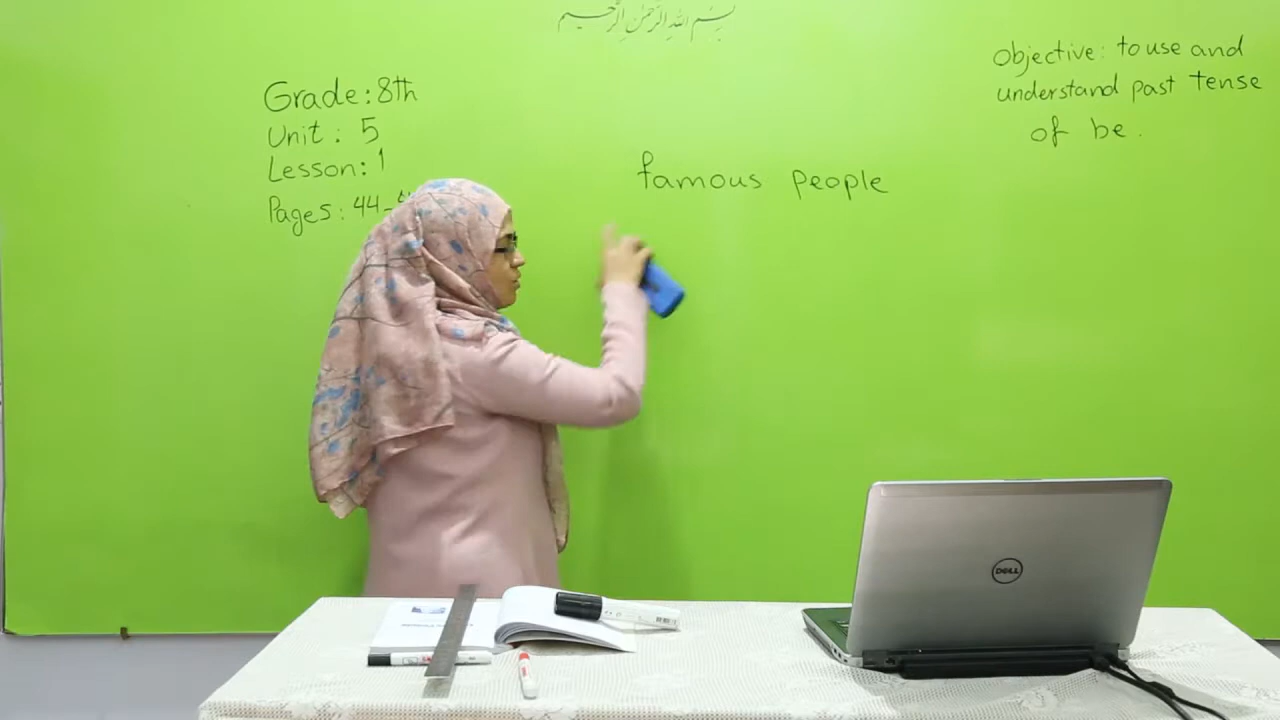 بسم الله الرحمن الرحيم
Grade: 8th
Unit: 5
Lesson: 1
Pages: 44-
famous people
Objective: to use and
understand past tense
of be.
DELL